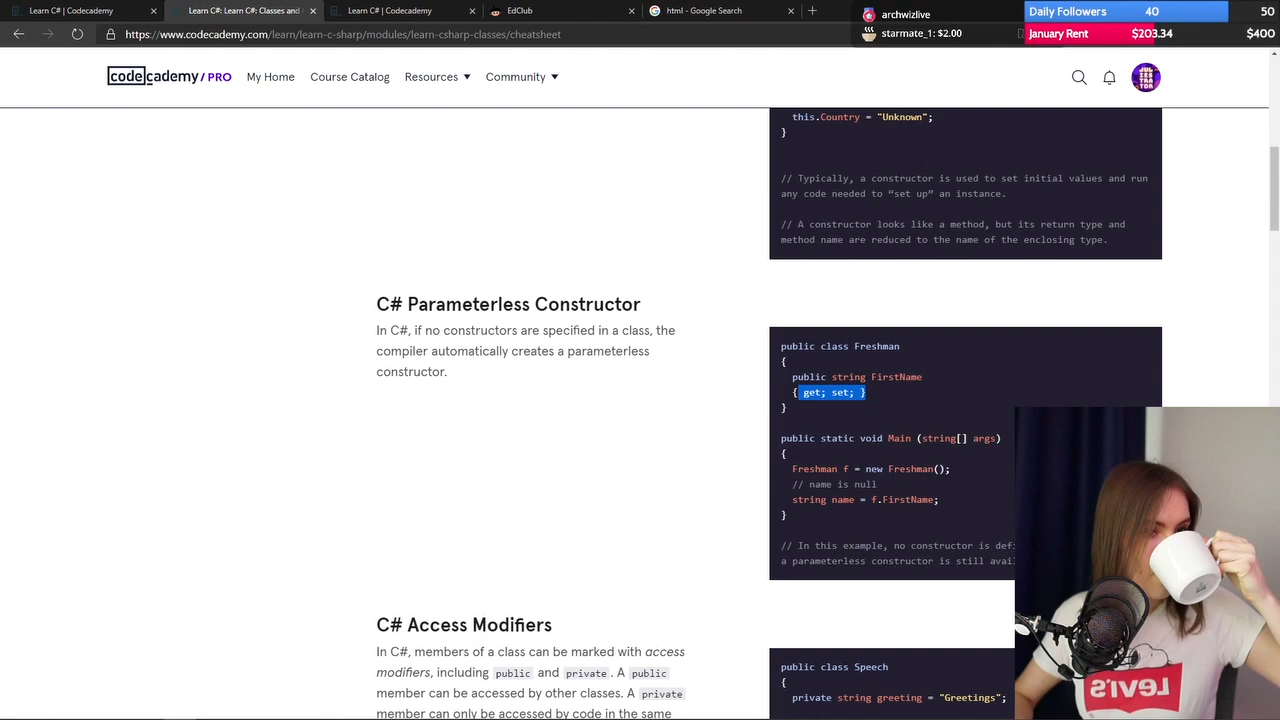 Learn C# | Codecademy
Learn C#: Learn C#: Classes and
Learn C# | Codecademy
EdClub
html - Google Search
archwizlive
starmate_1: $2.00
Daily Followers 40 50
January Rent $203.34 $400
https://www.codecademy.com/learn/learn-c-sharp/modules/learn-csharp-classes/cheatsheet
codecademy / PRO
My Home
Course Catalog
Resources
Community
this.Country = "Unknown";
}
// Typically, a constructor is used to set initial values and run
any code needed to “set up” an instance.
// A constructor looks like a method, but its return type and
method name are reduced to the name of the enclosing type.
C# Parameterless Constructor
In C#, if no constructors are specified in a class, the
compiler automatically creates a parameterless
constructor.
public class Freshman
{
public string FirstName
{ get; set; }
}
public static void Main (string[] args)
{
Freshman f = new Freshman();
// name is null
string name = f.FirstName;
}
// In this example, no constructor is defi
a parameterless constructor is still avai
C# Access Modifiers
In C#, members of a class can be marked with access
modifiers, including public and private. A public
member can be accessed by other classes. A private
member can only be accessed by code in the same
public class Speech
{
private string greeting = "Greetings";
LEVI'S